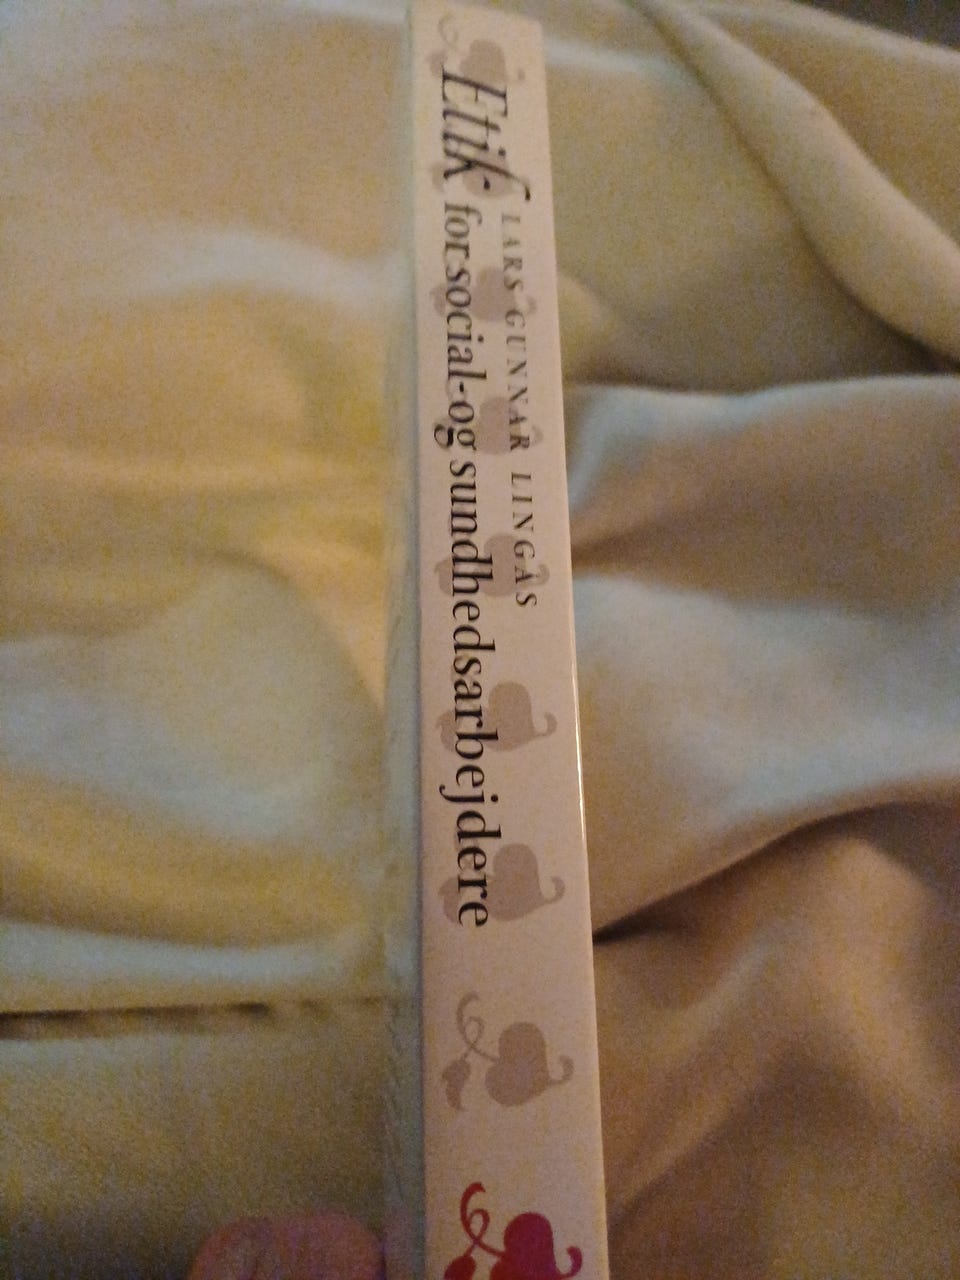 LARS GUNNAR LINGÅS
Etik for social- og sundhedsarbejdere